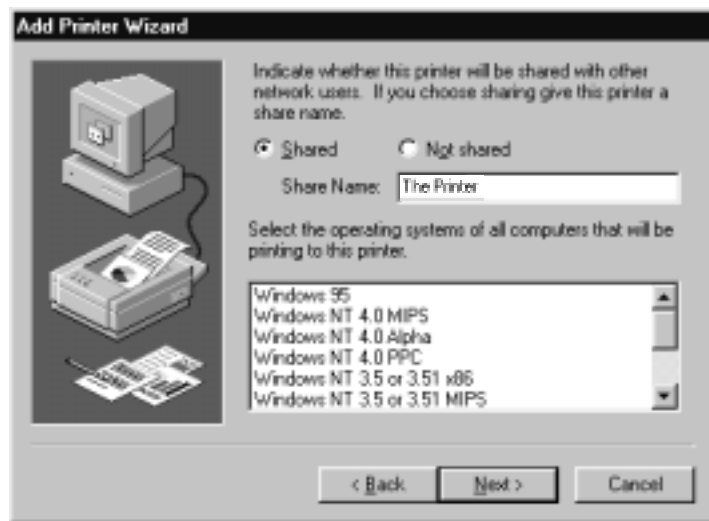 Add Printer Wizard
Indicate whether this printer will be shared with other
network users. If you choose sharing give this printer a
share name.
Shared Not shared
Share Name: The Printer
Select the operating systems of all computers that will be
printing to this printer.
Windows 95
Windows NT 4.0 MIPS
Windows NT 4.0 Alpha
Windows NT 4.0 PPC
Windows NT 3.5 or 3.51 x86
Windows NT 3.5 or 3.51 MIPS
< Back Next > Cancel